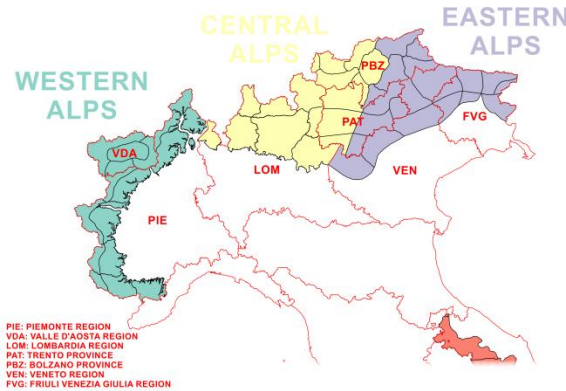 EASTERN
ALPS
CENTRAL
ALPS
WESTERN
ALPS
PBZ
PAT
FVG
VDA
LOM
VEN
PIE
PIE: PIEMONTE REGION
VDA: VALLE D'AOSTA REGION
LOM: LOMBARDIA REGION
PAT: TRENTO PROVINCE
PBZ: BOLZANO PROVINCE
VEN: VENETO REGION
FVG: FRIULI VENEZIA GIULIA REGION